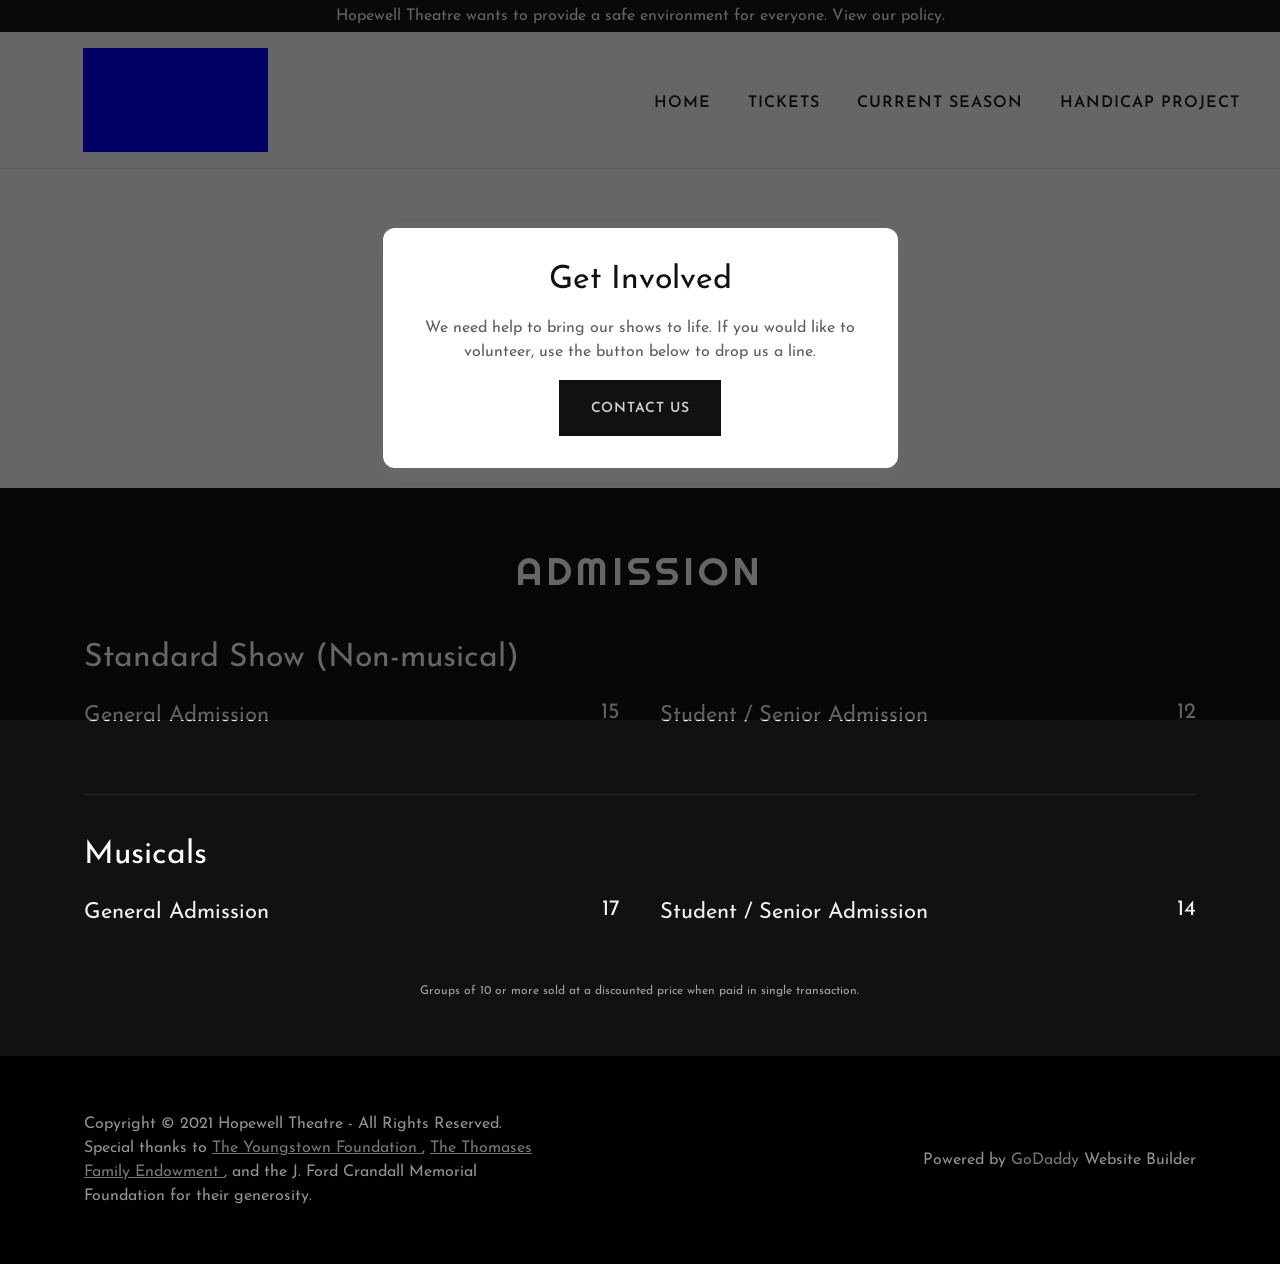 Hopewell Theatre wants to provide a safe environment for everyone. View our policy.
HOME TICKETS CURRENT SEASON HANDICAP PROJECT
Get Involved
We need help to bring our shows to life. If you would like to
volunteer, use the button below to drop us a line.
CONTACT US
ADMISSION
Standard Show (Non-musical)
General Admission 15 Student / Senior Admission 12
Musicals
General Admission 17 Student / Senior Admission 14
Groups of 10 or more sold at a discounted price when paid in single transaction.
Copyright © 2021 Hopewell Theatre - All Rights Reserved.
Special thanks to The Youngstown Foundation , The Thomases
Family Endowment , and the J. Ford Crandall Memorial
Foundation for their generosity.
Powered by GoDaddy Website Builder